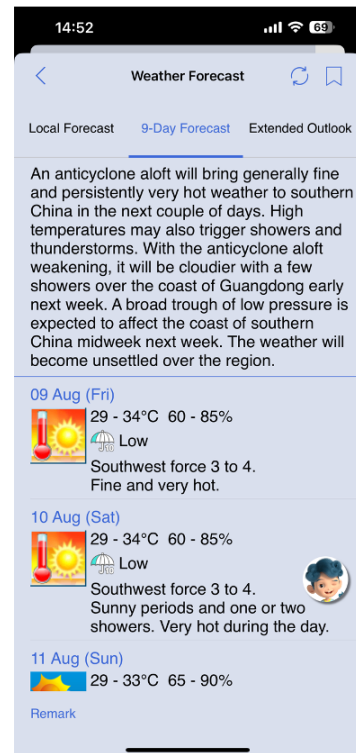 14:52
69
Weather Forecast
Local Forecast
9-Day Forecast
Extended Outlook
An anticyclone aloft will bring generally fine
and persistently very hot weather to southern
China in the next couple of days. High
temperatures may also trigger showers and
thunderstorms. With the anticyclone aloft
weakening, it will be cloudier with a few
showers over the coast of Guangdong early
next week. A broad trough of low pressure is
expected to affect the coast of southern
China midweek next week. The weather will
become unsettled over the region.
09 Aug (Fri)
29 - 34°C 60 - 85%
Low
Southwest force 3 to 4.
Fine and very hot.
10 Aug (Sat)
29 - 34°C 60 - 85%
Low
Southwest force 3 to 4.
Sunny periods and one or two
showers. Very hot during the day.
11 Aug (Sun)
29 - 33°C 65 - 90%
Remark